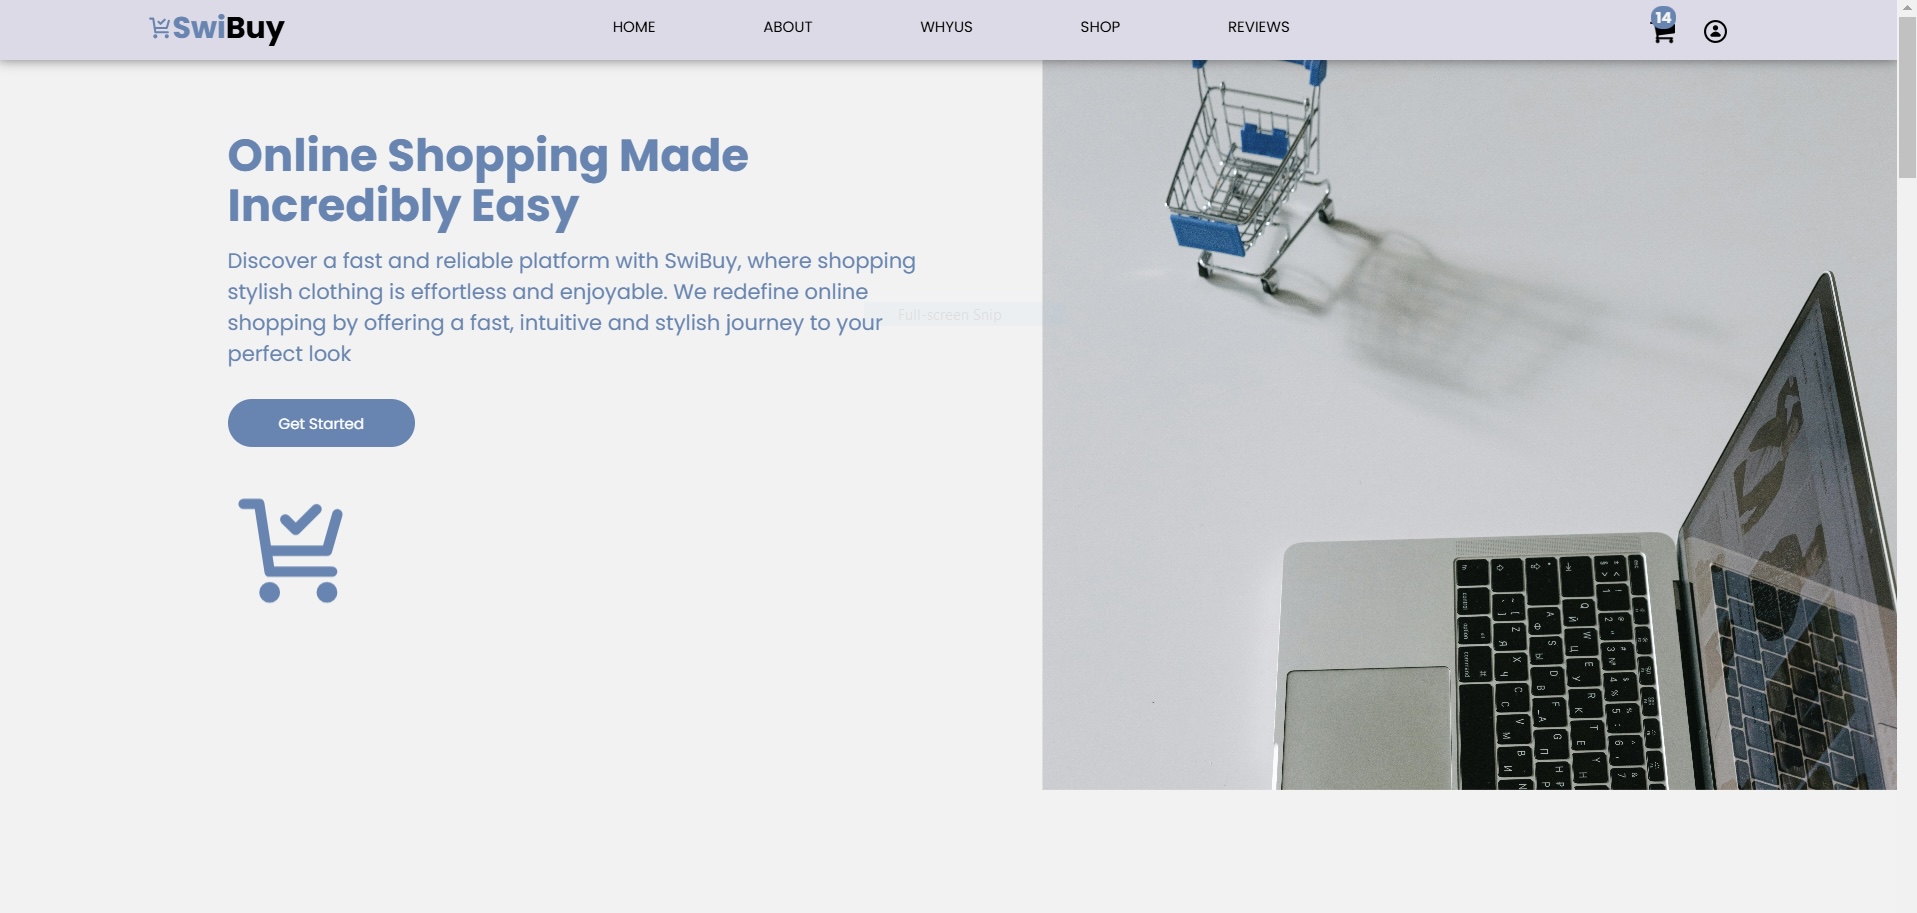 SwiBuy
HOME
ABOUT
WHYUS
SHOP
REVIEWS
14
Online Shopping Made
Incredibly Easy
Discover a fast and reliable platform with SwiBuy, where shopping
stylish clothing is effortless and enjoyable. We redefine online
shopping by offering a fast, intuitive and stylish journey to your
perfect look
Full-screen Snip
Get Started